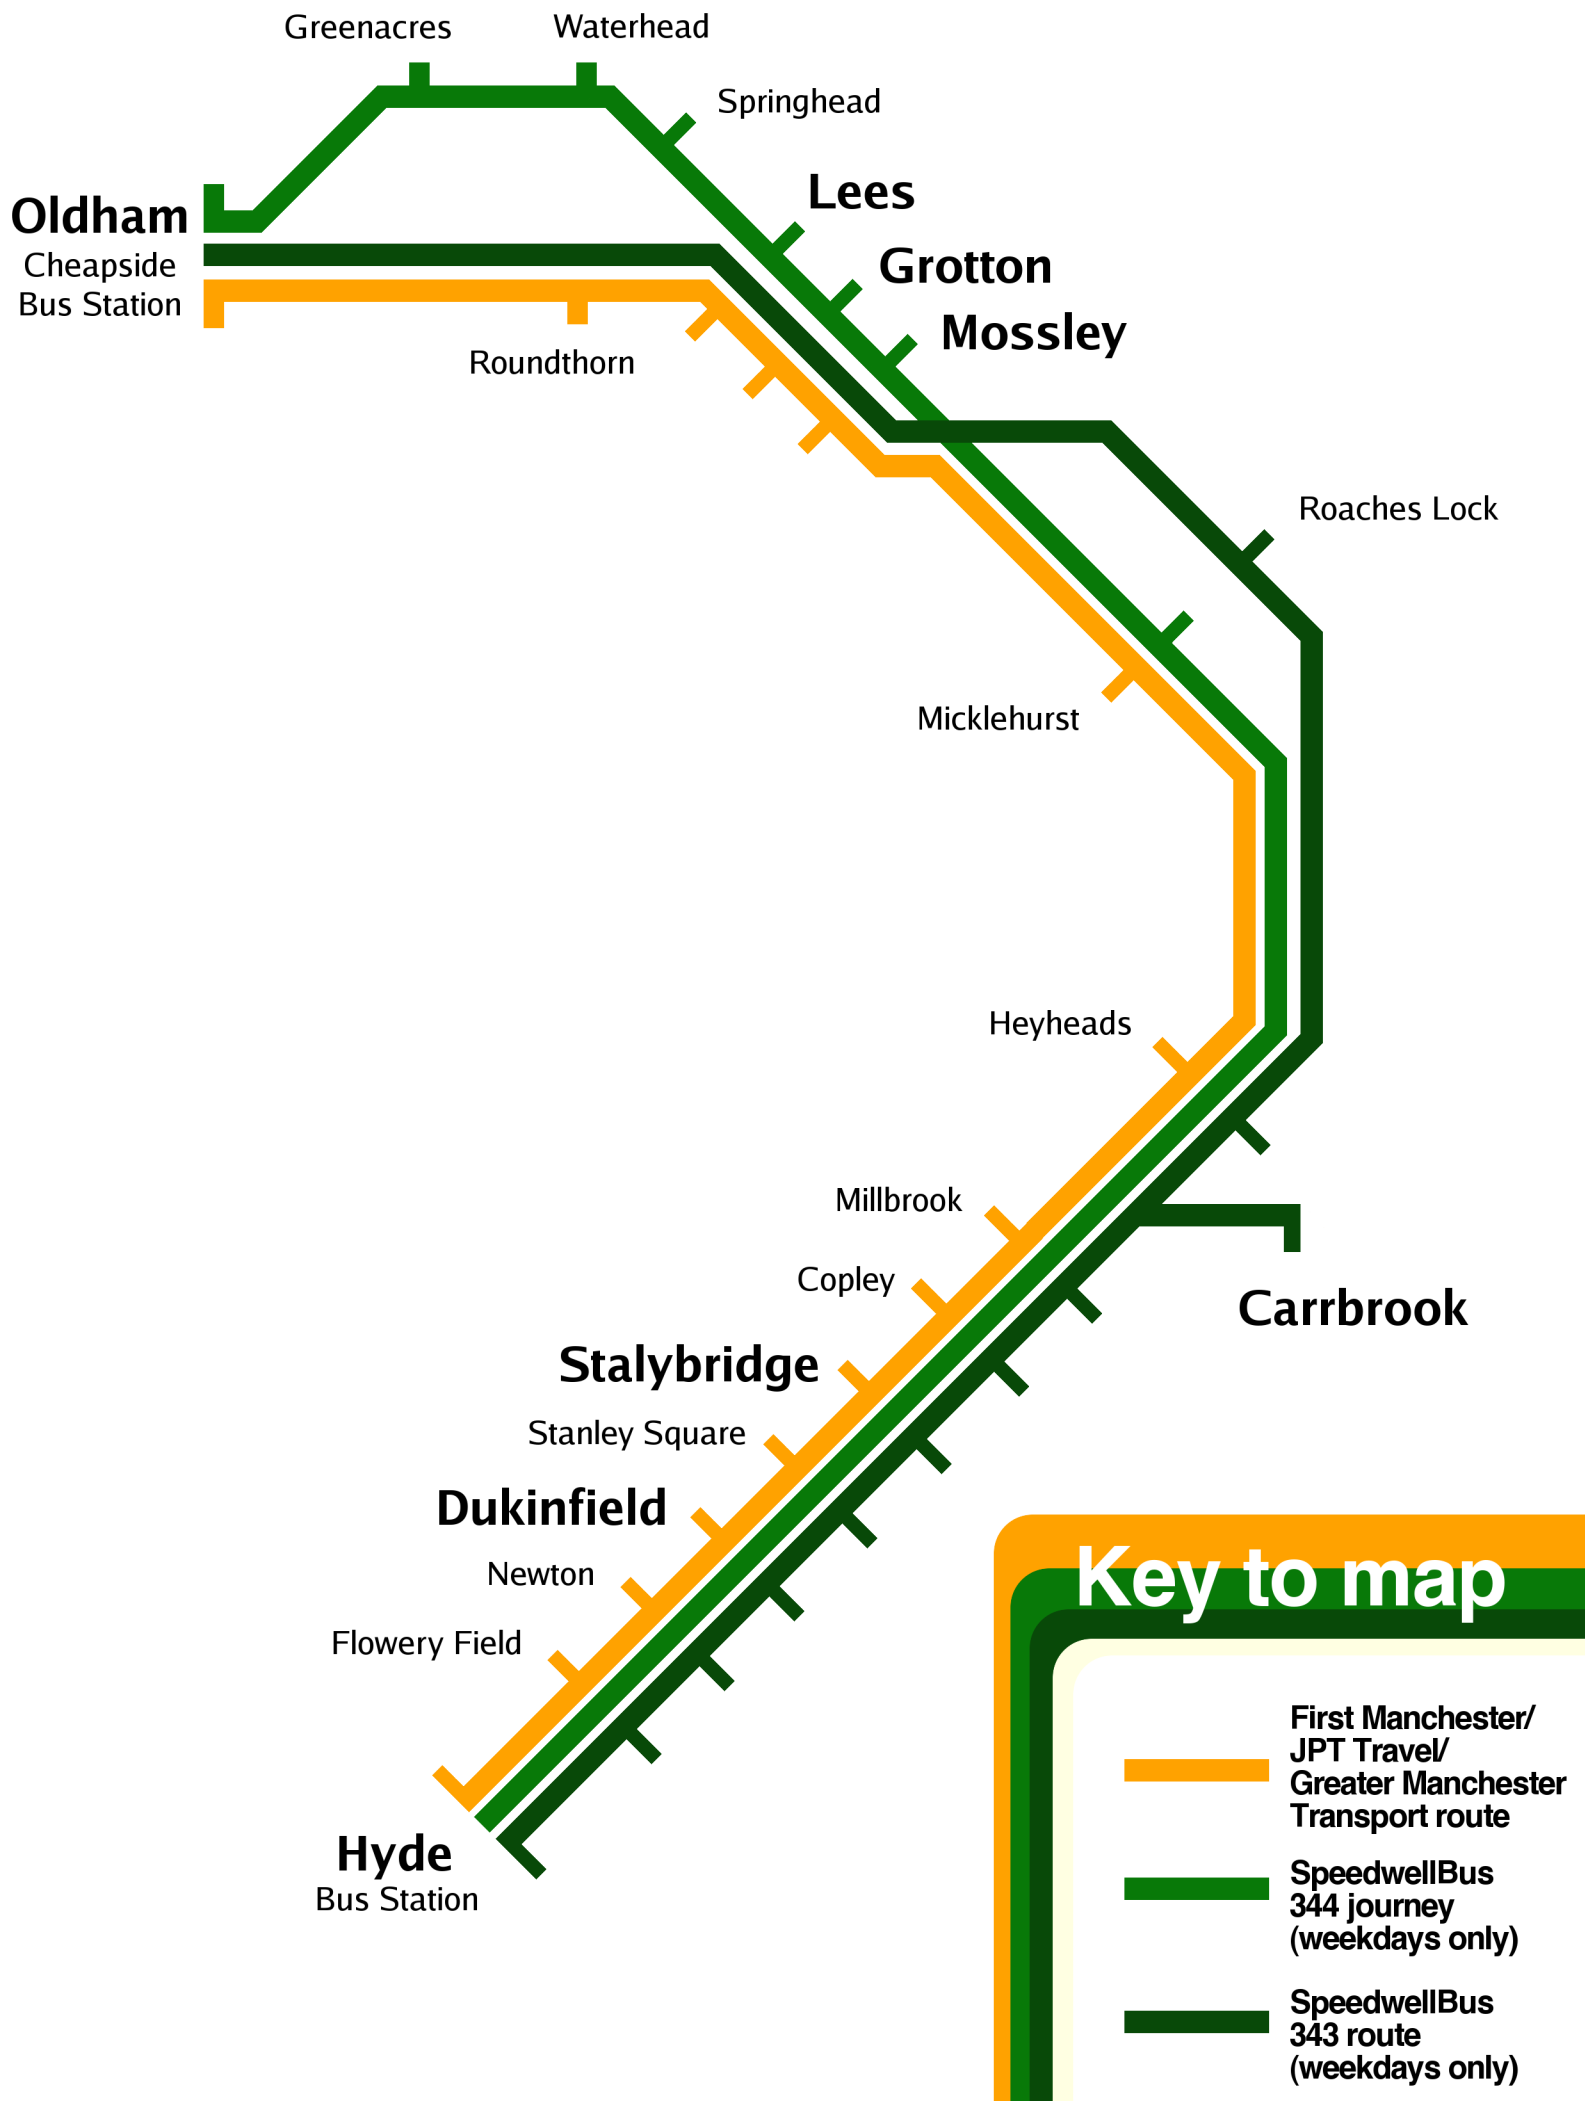 Greenacres
Waterhead
Springhead
Lees
Oldham
Cheapside
Bus Station
Grotton
Mossley
Roundthorn
Roaches Lock
Micklehurst
Heyheads
Millbrook
Copley
Carrbrook
Stalybridge
Stanley Square
Dukinfield
Newton
Flowery Field
Hyde
Bus Station
Key to map
First Manchester/
JPT Travel/
Greater Manchester
Transport route
SpeedwellBus
344 journey
(weekdays only)
SpeedwellBus
343 route
(weekdays only)